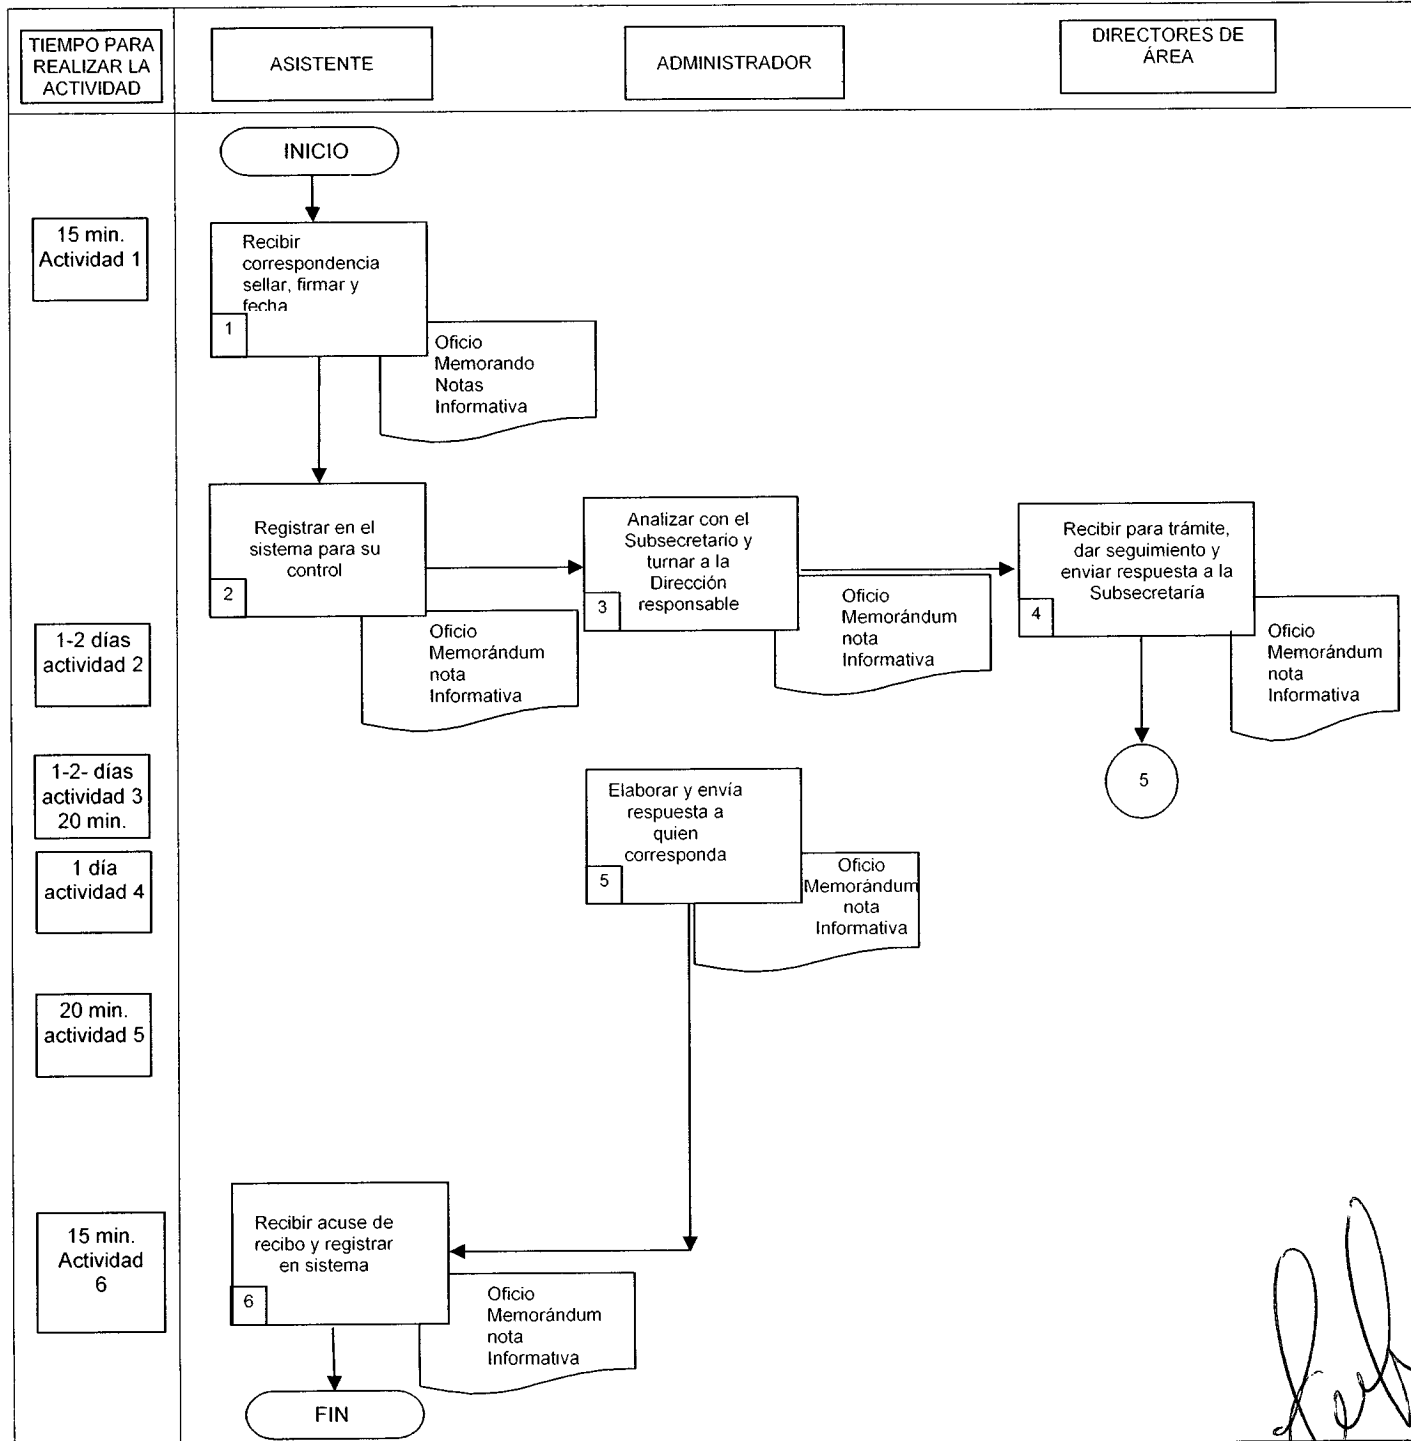 TIEMPO PARA
REALIZAR LA
ACTIVIDAD
ASISTENTE
ADMINISTRADOR
DIRECTORES DE
ÁREA
INICIO
15 min.
Actividad 1
Recibir
correspondencia
sellar, firmar y
fecha
1
Oficio
Memorando
Notas
Informativa
Registrar en el
sistema para su
control
2
Oficio
Memorándum
nota
Informativa
Analizar con el
Subsecretario y
turnar a la
Dirección
responsable
3
Oficio
Memorándum
nota
Informativa
Recibir para trámite,
dar seguimiento y
enviar respuesta a la
Subsecretaría
4
Oficio
Memorándum
nota
Informativa
1-2 días
actividad 2
5
1-2- días
actividad 3
20 min.
Elaborar y envía
respuesta a
quien
corresponda
5
Oficio
Memorándum
nota
Informativa
1 día
actividad 4
20 min.
actividad 5
15 min.
Actividad
6
Recibir acuse de
recibo y registrar
en sistema
6
Oficio
Memorándum
nota
Informativa
FIN